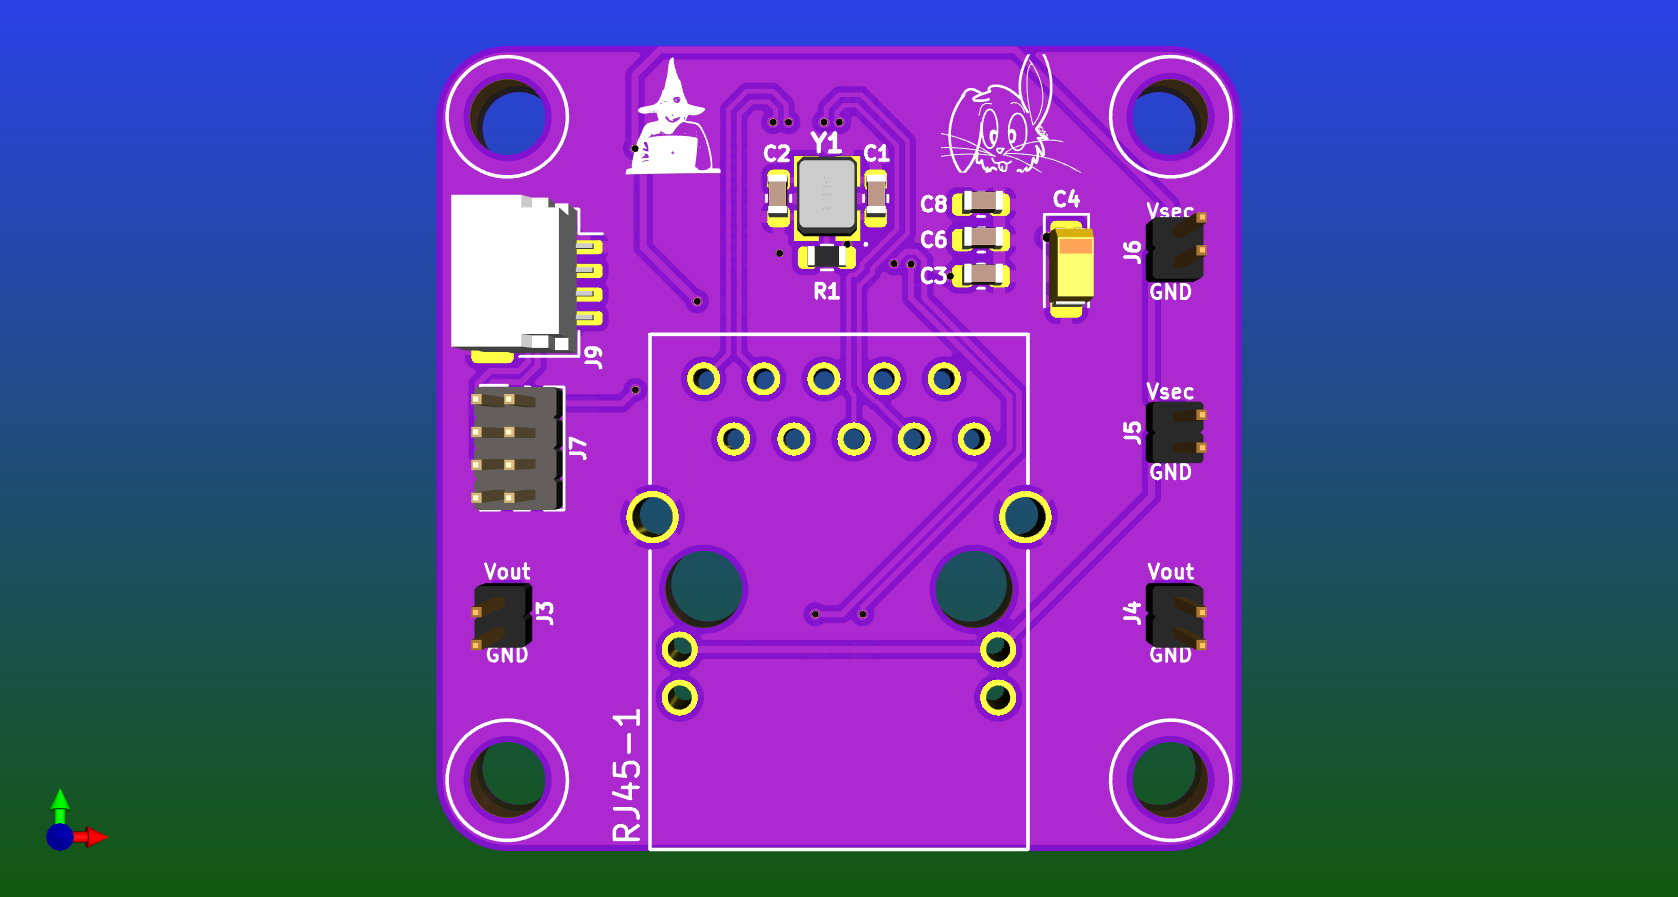 Y1
C2
C1
C8
C4
C6
C3
R1
Vsec
J6
GND
J9
Vsec
J5
GND
J7
Vout
J3
GND
Vout
J4
GND
RJ45-1